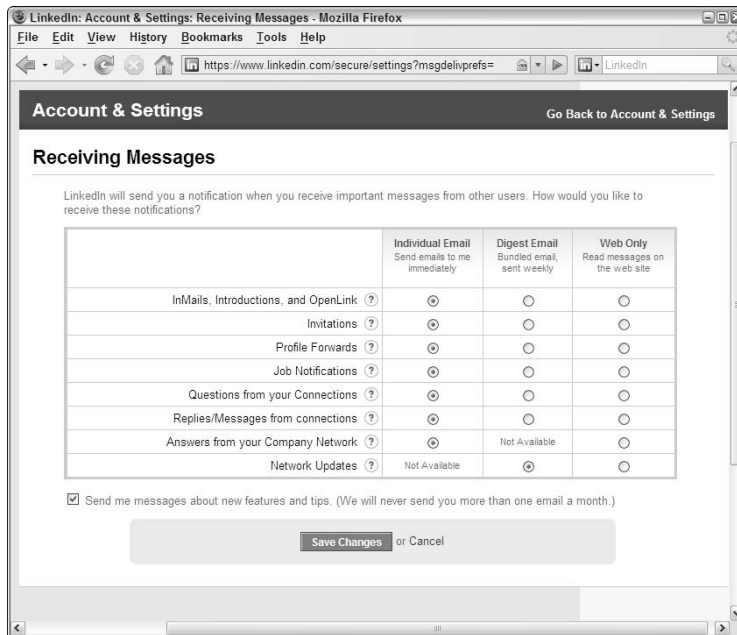 LinkedIn: Account & Settings: Receiving Messages - Mozilla Firefox
File Edit View History Bookmarks Tools Help
https://www.linkedin.com/secure/settings?msgdelivprefs= LinkedIn
Account & Settings
Go Back to Account & Settings
Receiving Messages
LinkedIn will send you a notification when you receive important messages from other users. How would you like to
receive these notifications?
Individual Email Digest Email Web Only
Send emails to me Bundled email, Read messages on
immediately sent weekly the web site
InMails, Introductions, and OpenLink ?
Invitations ?
Profile Forwards ?
Job Notifications ?
Questions from your Connections ?
Replies/Messages from connections ?
Answers from your Company Network ? Not Available
Network Updates ? Not Available
Send me messages about new features and tips. (We will never send you more than one email a month.)
Save Changes or Cancel